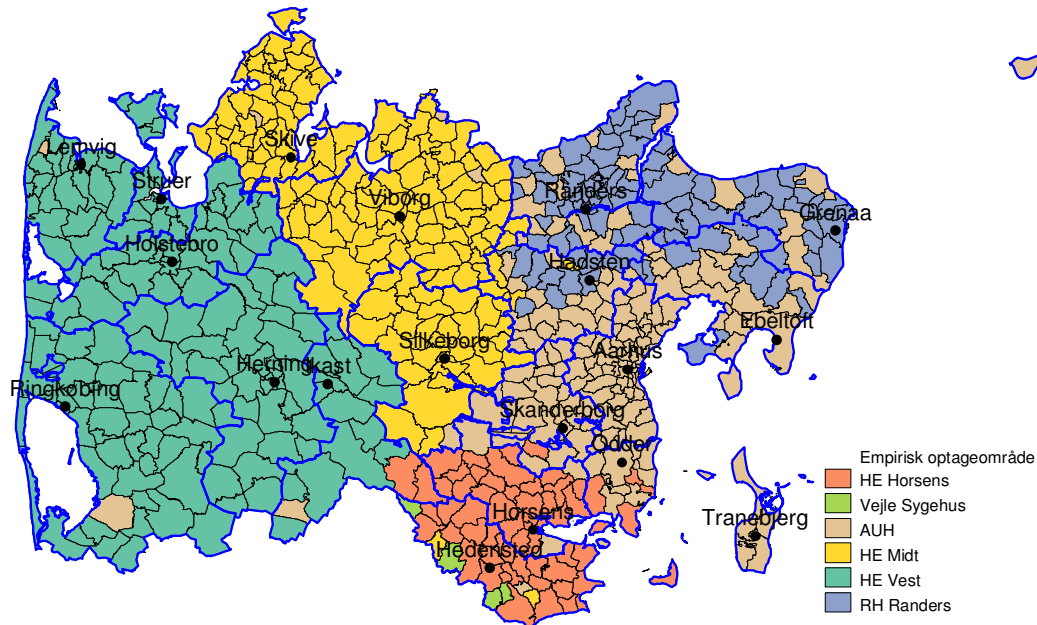 Lemvig
Skive
Struer
Viborg
Randers
Grenaa
Holstebro
Hadsten
Ebeltoft
Silkeborg
Aarhus
Herning
Ikast
Ringkøbing
Skanderborg
Odder
Horsens
Hedensted
Tranebjerg
Empirisk optageområde
HE Horsens
Vejle Sygehus
AUH
HE Midt
HE Vest
RH Randers